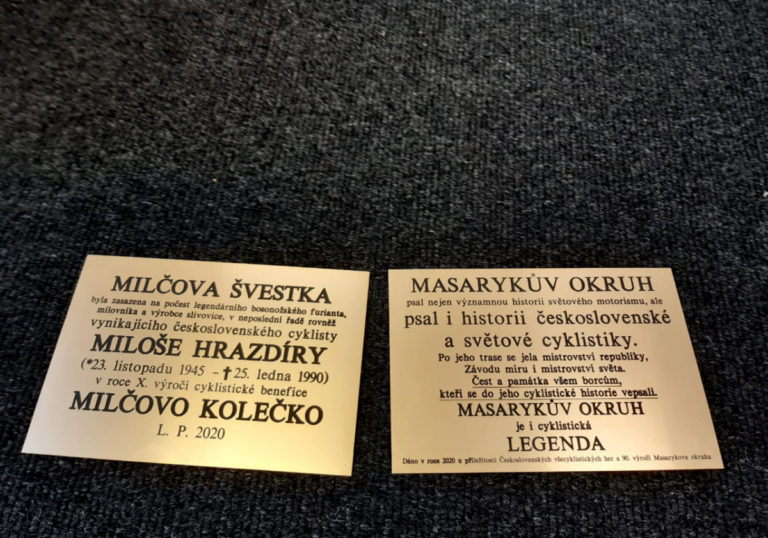 MILČOVA ŠVESTKA
byla zasazena na počest legendárního bosonožského furianta,
milovníka a výrobce slivovice, v neposlední řadě rovněž
vynikajícího československého cyklisty
MILOŠE HRAZDÍRY
(*23. listopadu 1945 - † 25. ledna 1990)
v roce X. výročí cyklistické benefice
MILČOVO KOLEČKO
L. P. 2020
MASARYKŮV OKRUH
psal nejen významnou historii světového motorismu, ale
psal i historii československé
a světové cyklistiky.
Po jeho trase se jela mistrovství republiky,
Závodu míru i mistrovství světa.
Čest a památka všem borcům,
kteří se do jeho cyklistické historie vepsali.
MASARYKŮV OKRUH
je i cyklistická
LEGENDA
Dáno v roce 2020 u příležitosti Československých všecyklistických her a 90. výročí Masarykova okruhu